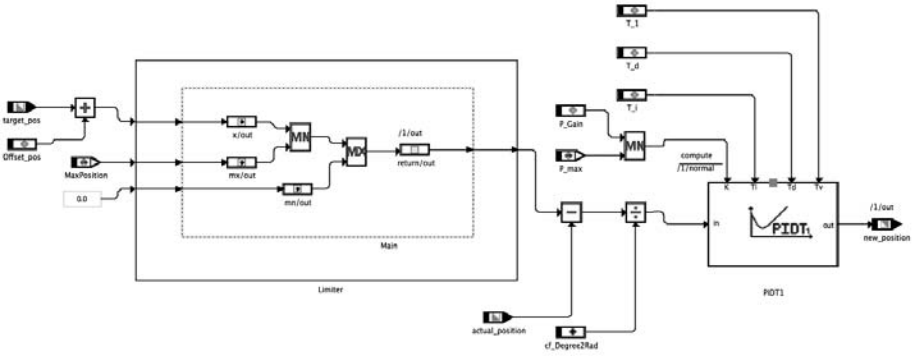 T_1
T_d
T_i
target_pos
Offset_pos
MaxPosition
0.0
x/out
MN
mx/out
MX
/1/out
return/out
mn/out
Main
Limiter
P_Gain
P_max
MN
compute
/1/normal
K
Ti
Td
Tv
in
PIDT₁
out
/1/out
new_position
PIDT1
actual_position
cf_Degree2Rad